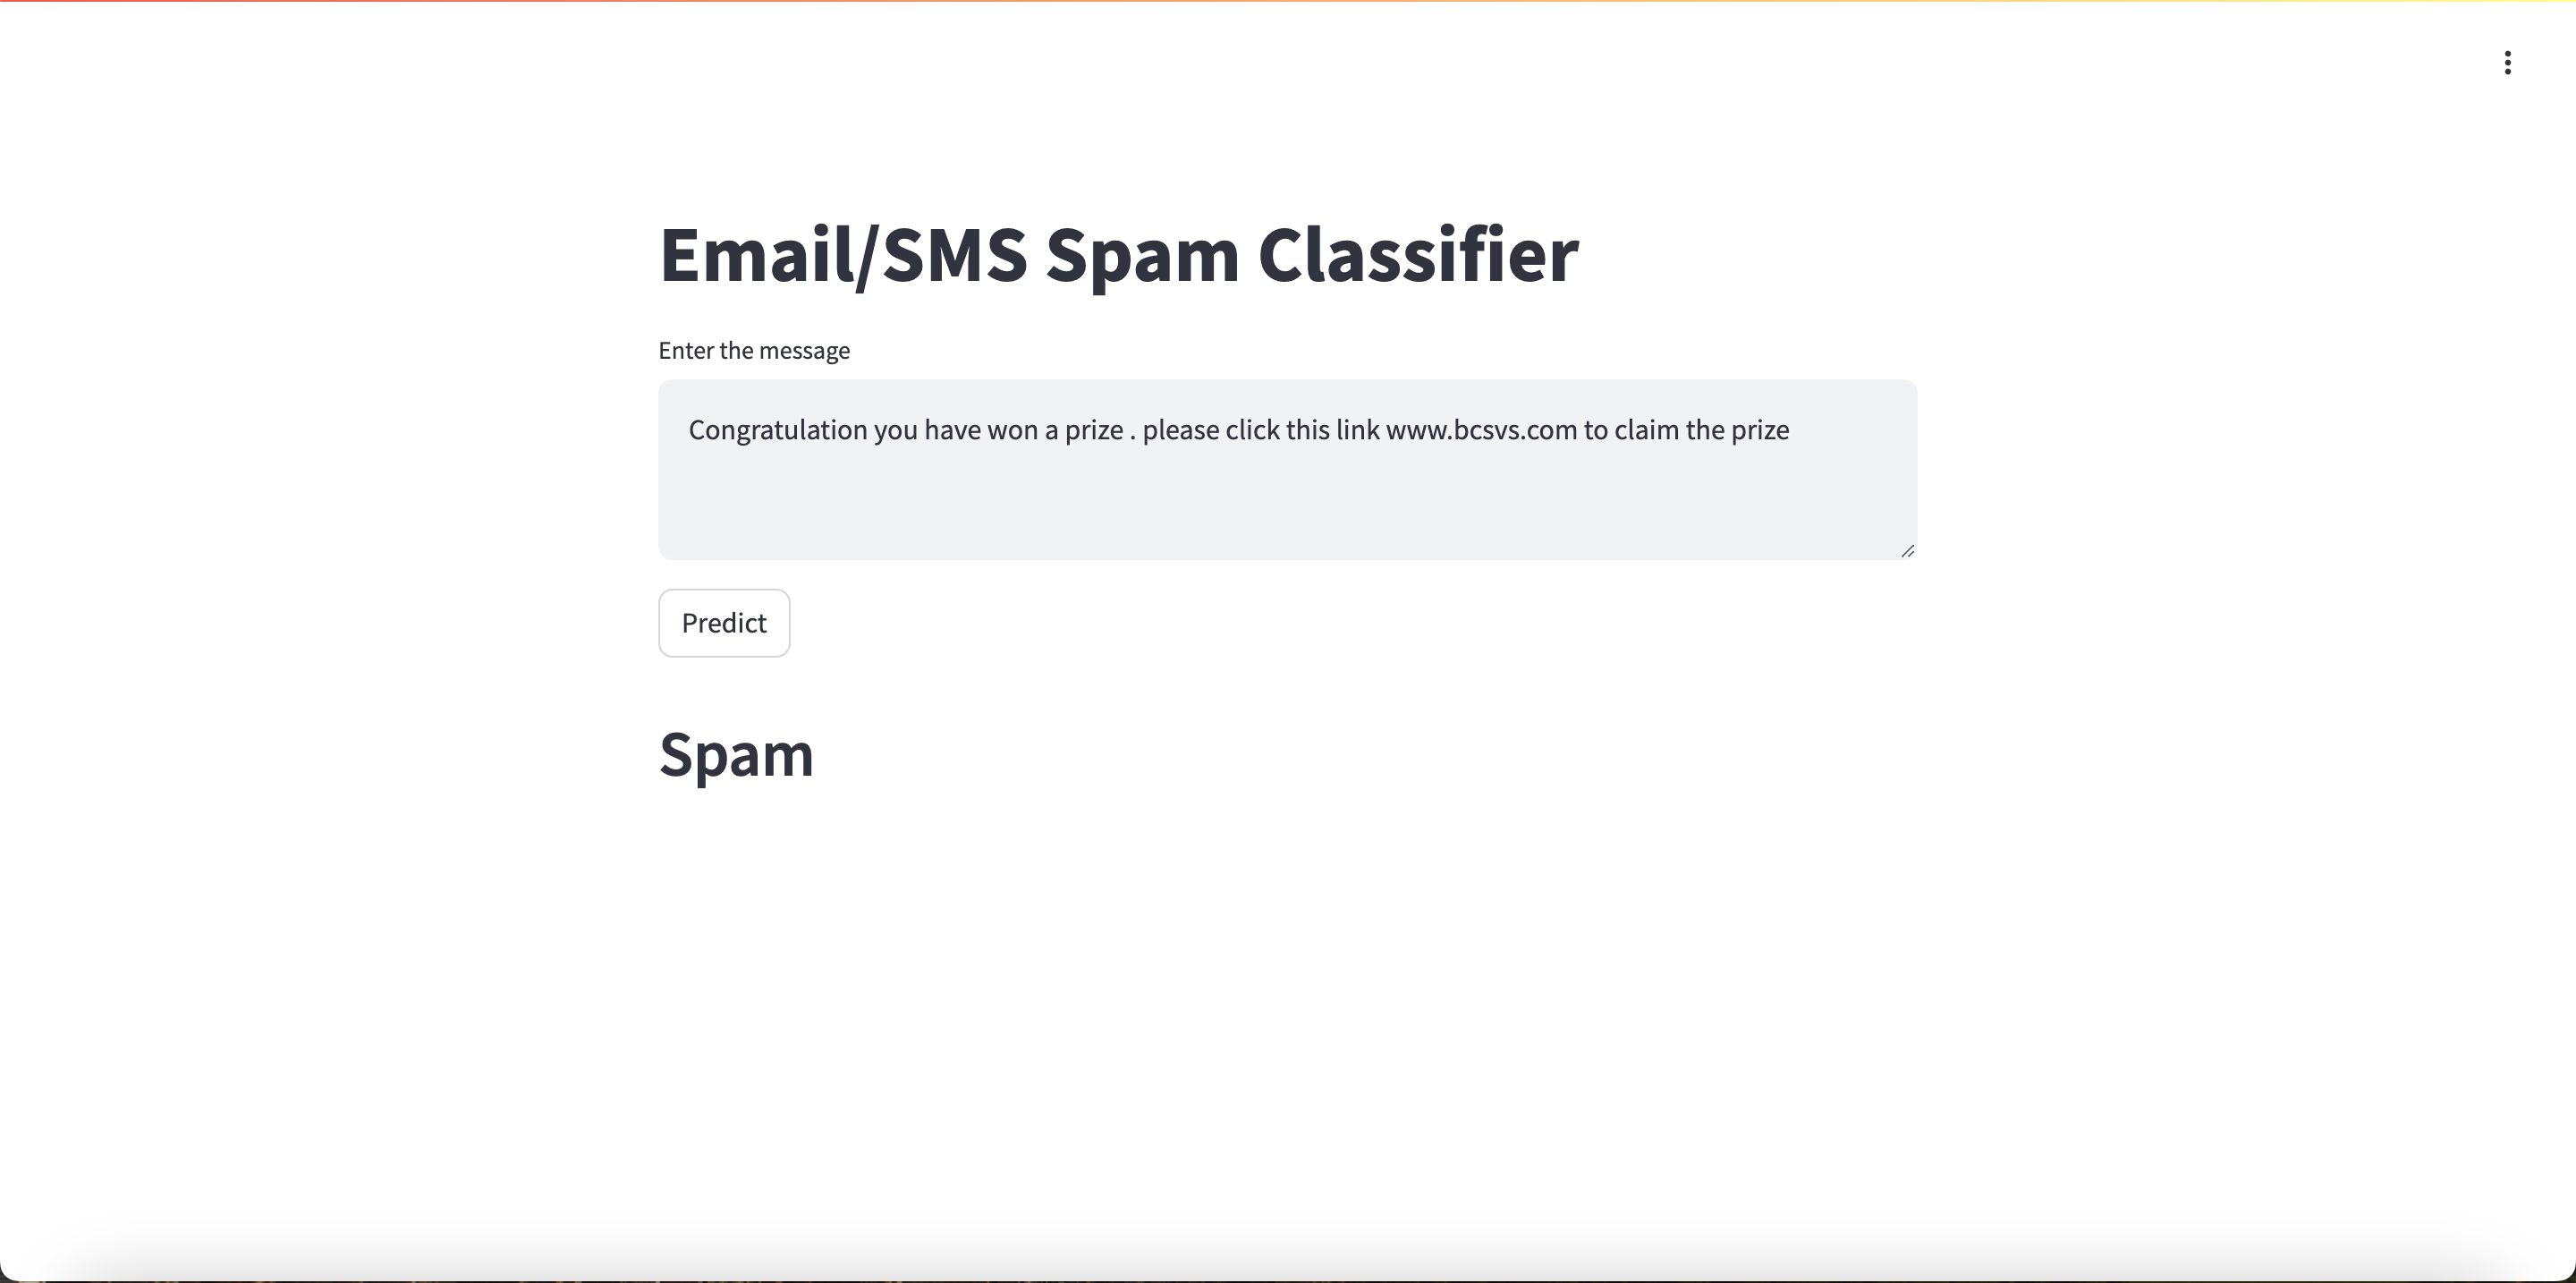 Email/SMS Spam Classifier
Enter the message
Congratulation you have won a prize . please click this link www.bcsvs.com to claim the prize
Predict
Spam